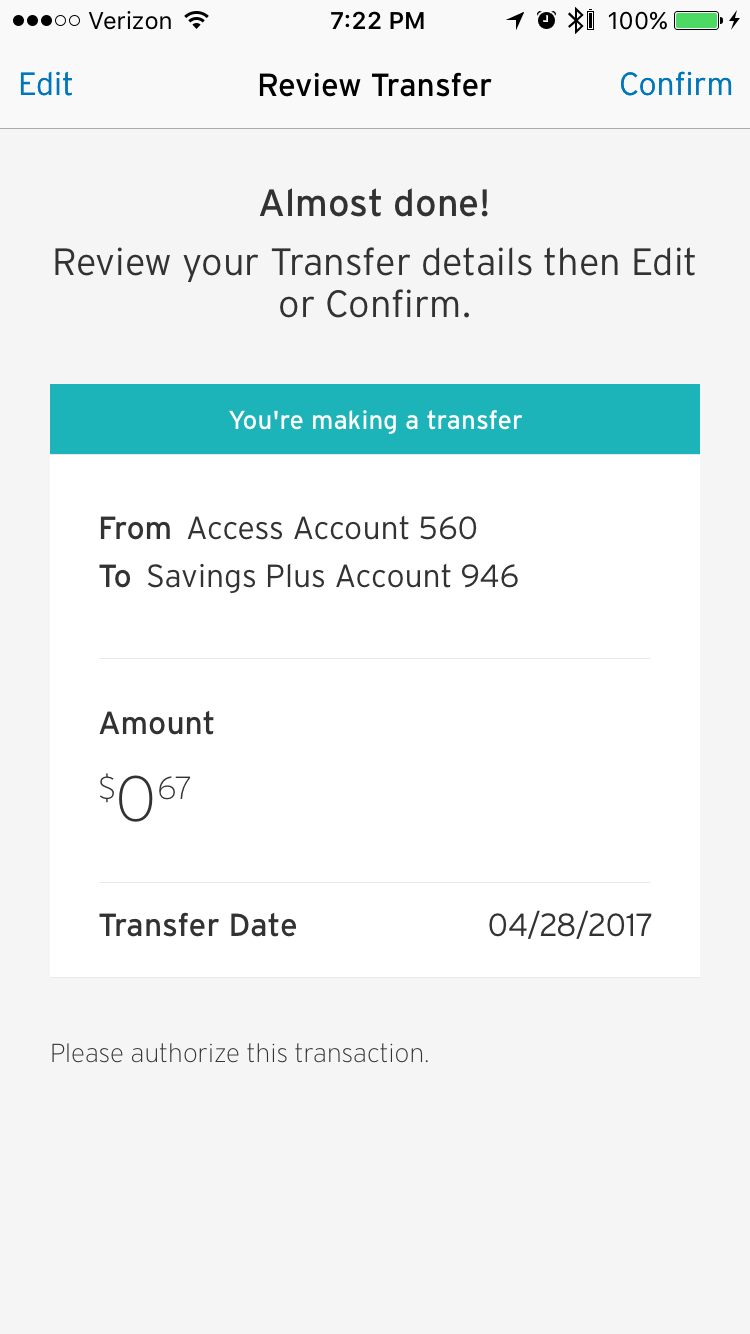 Verizon 7:22 PM 100%
Edit Review Transfer Confirm
Almost done!
Review your Transfer details then Edit
or Confirm.
You're making a transfer
From Access Account 560
To Savings Plus Account 946
Amount
$0 67
Transfer Date 04/28/2017
Please authorize this transaction.